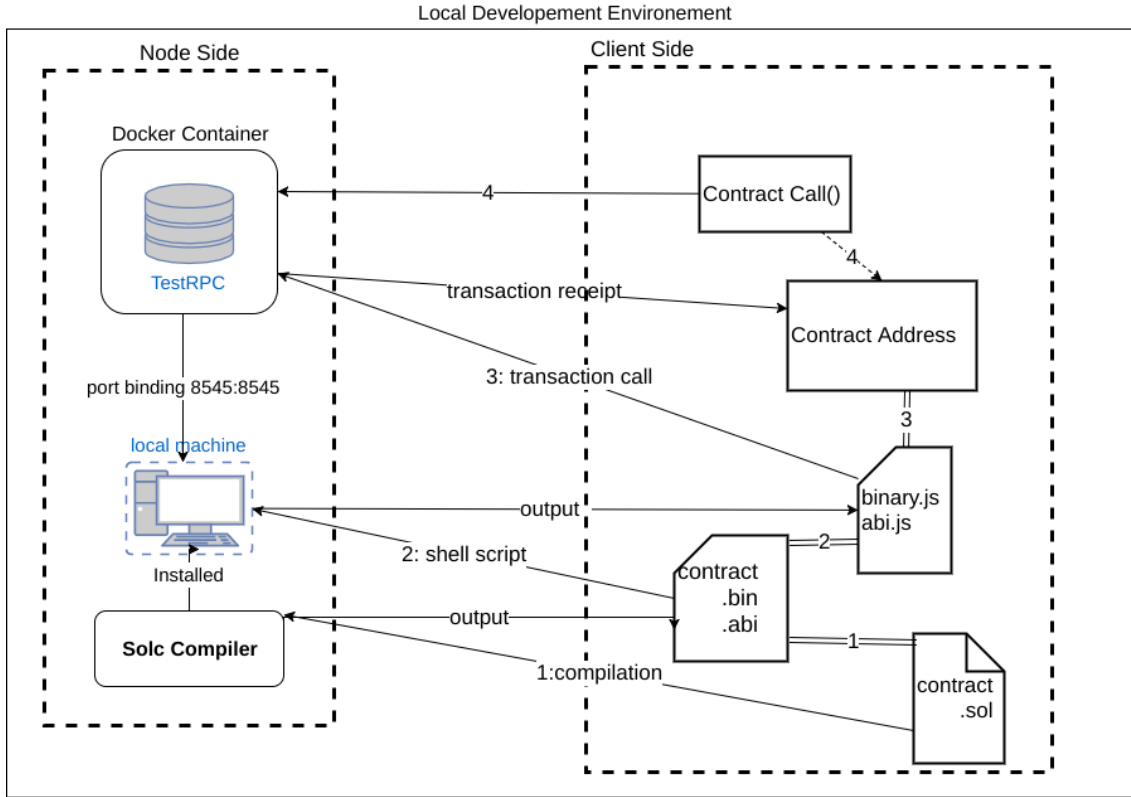 Local Developement Environement
Node Side
Client Side
Docker Container
TestRPC
4
Contract Call()
4
transaction receipt
Contract Address
3: transaction call
port binding 8545:8545
3
local machine
binary.js
abi.js
output
2
2: shell script
contract
.bin
.abi
Installed
output
Solc Compiler
1
1:compilation
contract
.sol